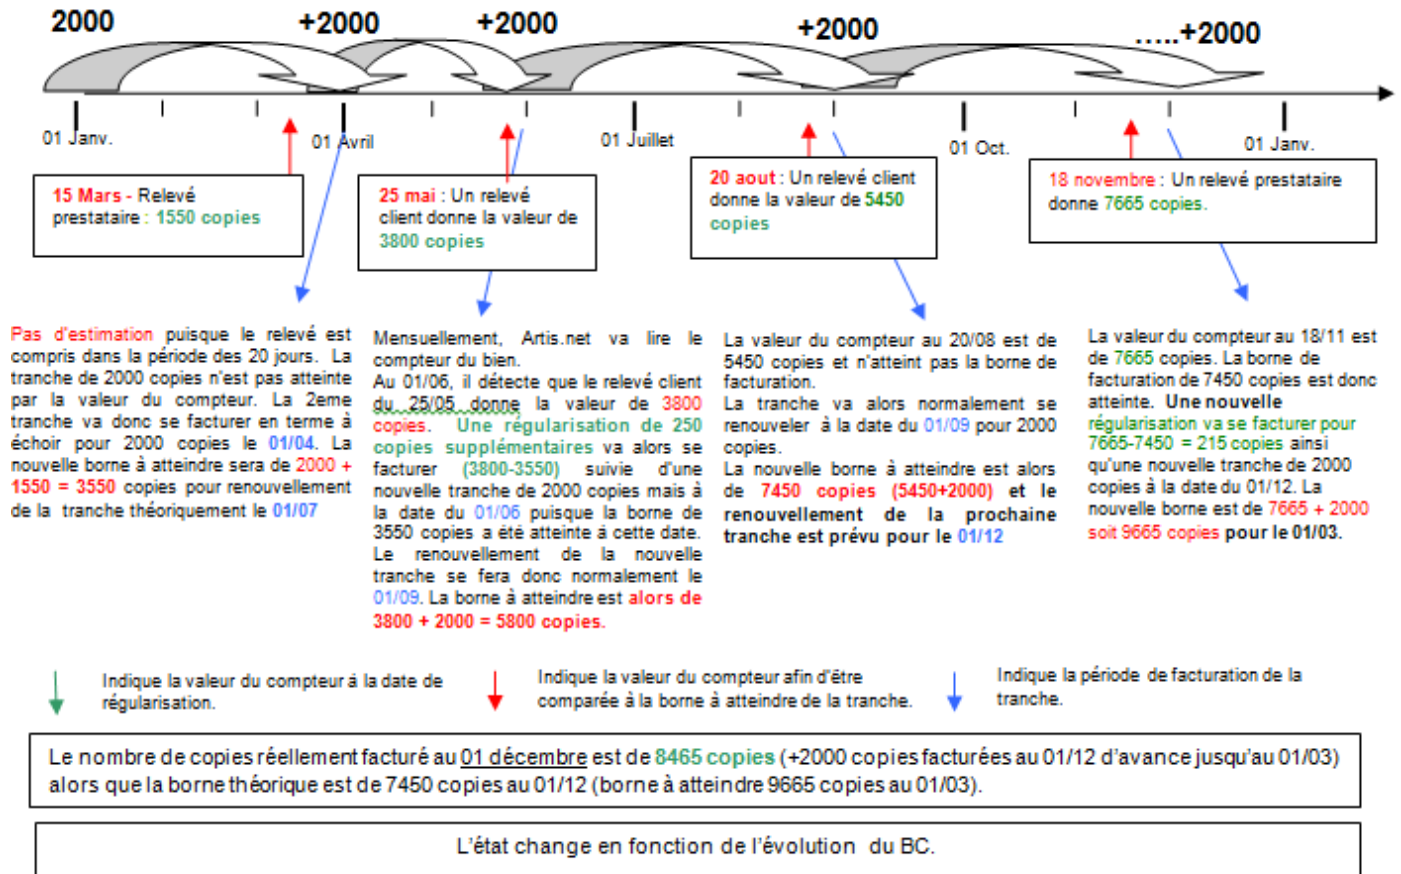 2000
+2000
+2000
+2000
…..+2000
01 Janv.
01 Avril
01 Juillet
01 Oct.
01 Janv.
15 Mars - Relevé
prestataire : 1550 copies
25 mai : Un relevé
client donne la valeur de
3800 copies
20 aout : Un relevé client
donne la valeur de 5450
copies
18 novembre : Un relevé prestataire
donne 7665 copies.
Pas d'estimation puisque le relevé est
compris dans la période des 20 jours. La
tranche de 2000 copies n'est pas atteinte
par la valeur du compteur. La 2eme
tranche va donc se facturer en terme à
échoir pour 2000 copies le 01/04. La
nouvelle borne à atteindre sera de 2000 +
1550 = 3550 copies pour renouvellement
de la tranche théoriquement le 01/07
Mensuellement, Artis.net va lire le
compteur du bien.
Au 01/06, il détecte que le relevé client
du 25/05 donne la valeur de 3800
copies. Une régularisation de 250
copies supplémentaires va alors se
facturer (3800-3550) suivie d'une
nouvelle tranche de 2000 copies mais à
la date du 01/06 puisque la borne de
3550 copies a été atteinte á cette date.
Le renouvellement de la nouvelle
tranche se fera donc normalement le
01/09. La borne à atteindre est alors de
3800 + 2000 = 5800 copies.
La valeur du compteur au 20/08 est de
5450 copies et n'atteint pas la borne de
facturation.
La tranche va alors normalement se
renouveler à la date du 01/09 pour 2000
copies.
La nouvelle borne à atteindre est alors
de 7450 copies (5450+2000) et le
renouvellement de la prochaine
tranche est prévu pour le 01/12
La valeur du compteur au 18/11 est
de 7665 copies. La borne de
facturation de 7450 copies est donc
atteinte. Une nouvelle
régularisation va se facturer pour
7665-7450 = 215 copies ainsi
qu'une nouvelle tranche de 2000
copies à la date du 01/12. La
nouvelle borne est de 7665 + 2000
soit 9665 copies pour le 01/03.
Indique la valeur du compteur á la date de
régularisation.
Indique la valeur du compteur afin d'être
comparée à la borne à atteindre de la tranche.
Indique la période de facturation de la
tranche.
Le nombre de copies réellement facturé au 01 décembre est de 8465 copies (+2000 copies facturées au 01/12 d'avance jusqu'au 01/03)
alors que la borne théorique est de 7450 copies au 01/12 (borne à atteindre 9665 copies au 01/03).
L'état change en fonction de l'évolution du BC.